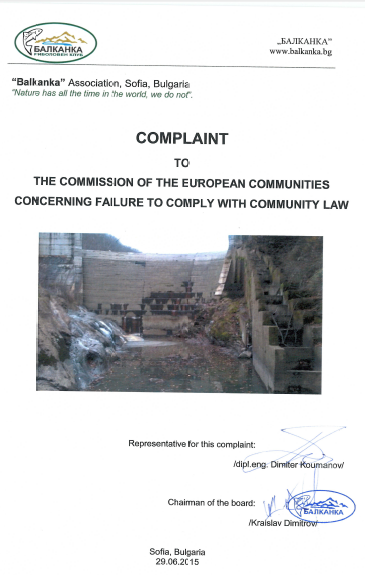 БАЛКАНКА
РИБОЛОВЕН КЛУБ
„БАЛКАНКА”
www.balkanka.bg
“Balkanka” Association, Sofia, Bulgaria
“Nature has all the time in the world, we do not”.
COMPLAINT
TO
THE COMMISSION OF THE EUROPEAN COMMUNITIES
CONCERNING FAILURE TO COMPLY WITH COMMUNITY LAW
Representative for this complaint:
/dipl.eng. Dimiter Koumanov/
Chairman of the board:
БАЛКАНКА
/Kraislav Dimitrov/
Sofia, Bulgaria
29.06.2015